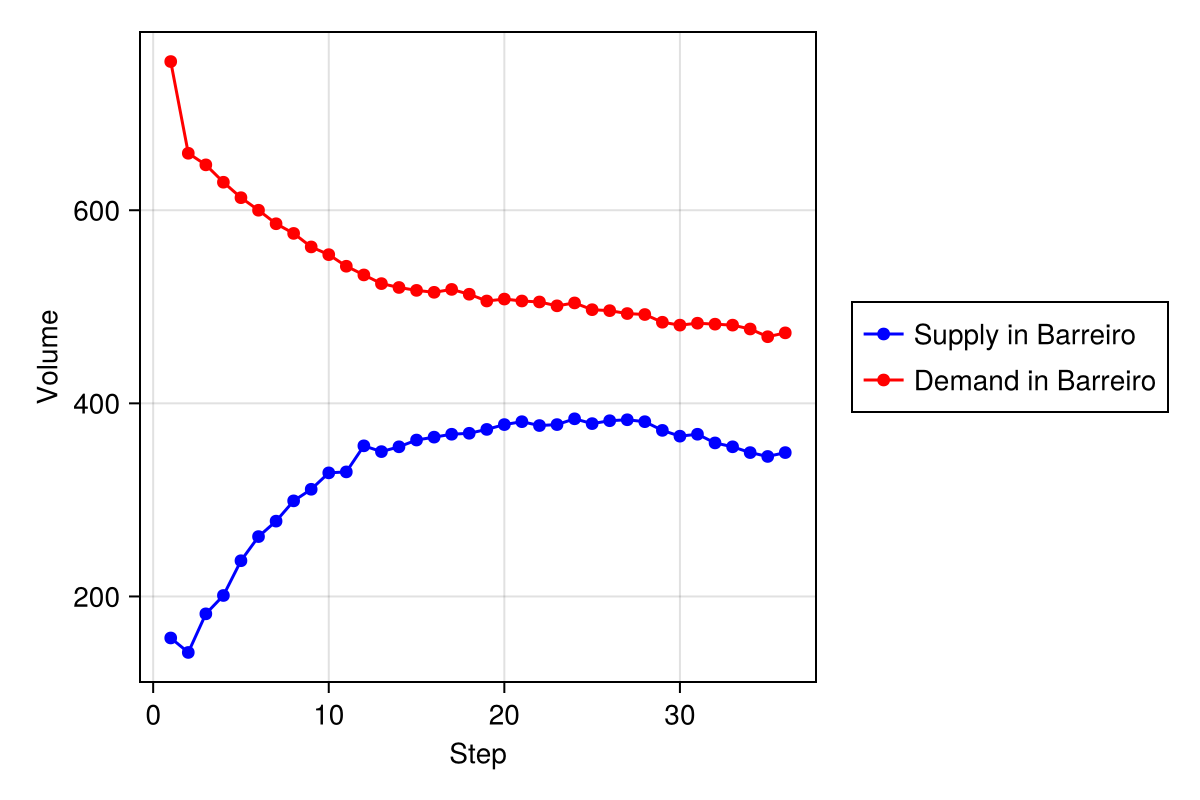 600
400
200
Volume
0 10 20 30
Step
Supply in Barreiro
Demand in Barreiro